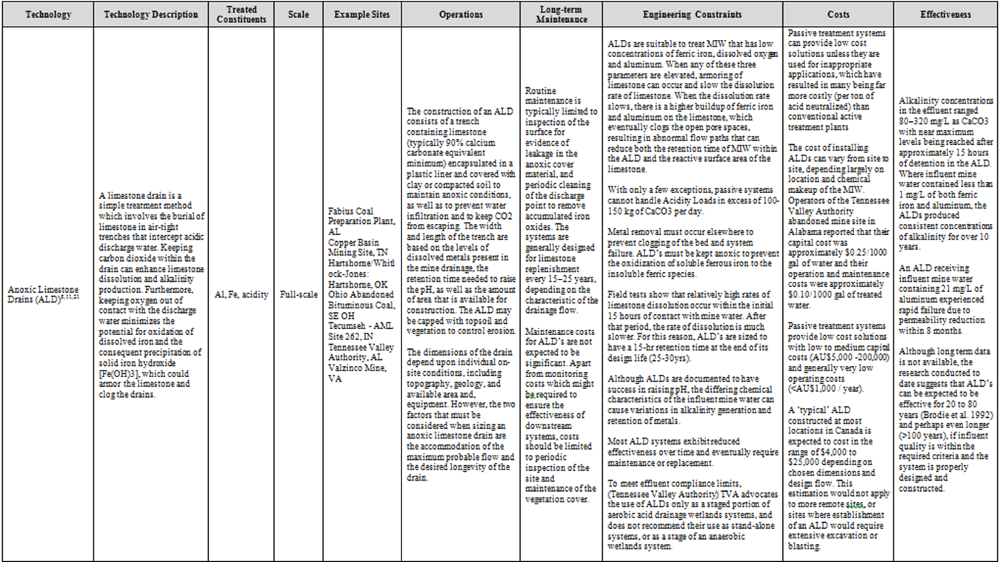 Technology
Technology Description
Treated
Constituents
Scale
Example Sites
Operations
Long-term
Maintenance
Engineering Constraints
Costs
Effectiveness
Anoxic Limestone
Drains (ALD)6,11,21
A limestone drain is a
simple treatment method
which involves the burial of
limestone in air-tight
trenches that intercept acidic
discharge water. Keeping
carbon dioxide within the
drain can enhance limestone
dissolution and alkalinity
production. Furthermore,
keeping oxygen out of
contact with the discharge
water minimizes the
potential for oxidation of
dissolved iron and the
consequent precipitation of
solid iron hydroxide
[Fe(OH)3], which could
armor the limestone and
clog the drains.
Al, Fe, acidity
Full-scale
Fabius Coal
Preparation Plant,
AL
Copper Basin
Mining Site, TN
Hartshorne/Whitl
ock-Jones:
Hartshorne, OK
Ohio Abandoned
Bituminous Coal,
SE OH
Tecumseh - AML
Site 262, IN
Tennessee Valley
Authority, AL
Valzinco Mine,
VA
The construction of an ALD
consists of a trench
containing limestone
(typically 90% calcium
carbonate equivalent
minimum) encapsulated in a
plastic liner and covered with
clay or compacted soil to
maintain anoxic conditions,
as well as to prevent water
infiltration and to keep CO2
from escaping. The width
and length of the trench are
based on the levels of
dissolved metals present in
the mine drainage, the
retention time needed to raise
the pH, as well as the amount
of area that is available for
construction. The ALD may
be capped with topsoil and
vegetation to control erosion.
The dimensions of the drain
depend upon individual on-
site conditions, including
topography, geology, and
available area and,
equipment. However, the two
factors that must be
considered when sizing an
anoxic limestone drain are
the accommodation of the
maximum probable flow and
the desired longevity of the
drain.
Routine
maintenance is
typically limited to
inspection of the
surface for
evidence of
leakage in the
anoxic cover
material, and
periodic cleaning
of the discharge
point to remove
accumulated iron
oxides. The
systems are
generally designed
for limestone
replenishment
every 15–25 years,
depending on the
characteristic of the
drainage flow.
Maintenance costs
for ALD's are not
expected to be
significant. Apart
from monitoring
costs which might
be required to
ensure the
effectiveness of
downstream
systems, costs
should be limited
to periodic
inspection of the
site and
maintenance of the
vegetation cover.
ALDs are suitable to treat MIW that has low
concentrations of ferric iron, dissolved oxygen
and aluminum. When any of these three
parameters are elevated, armoring of
limestone can occur and slow the dissolution
rate of limestone. When the dissolution rate
slows, there is a higher buildup of ferric iron
and aluminum on the limestone, which
eventually clogs the open pore spaces,
resulting in abnormal flow paths that can
reduce both the retention time of MIW within
the ALD and the reactive surface area of the
limestone.
With only a few exceptions, passive systems
cannot handle Acidity Loads in excess of 100-
150 kg of CaCO3 per day.
Metal removal must occur elsewhere to
prevent clogging of the bed and system
failure. ALD's must be kept anoxic to prevent
the oxidization of soluble ferrous iron to the
insoluble ferric species.
Field tests show that relatively high rates of
limestone dissolution occur within the initial
15 hours of contact with mine water. After
that period, the rate of dissolution is much
slower. For this reason, ALD's are sized to
have a 15-hr retention time at the end of its
design life (25-30yrs).
Although ALDs are documented to have
success in raising pH, the differing chemical
characteristics of the influent mine water can
cause variations in alkalinity generation and
retention of metals.
Most ALD systems exhibit reduced
effectiveness over time and eventually require
maintenance or replacement.
To meet effluent compliance limits,
(Tennessee Valley Authority) TVA advocates
the use of ALDs only as a staged portion of
aerobic acid drainage wetlands systems, and
does not recommend their use as stand-alone
systems, or as a stage of an anaerobic
wetlands system.
Passive treatment systems
can provide low cost
solutions unless they are
used for inappropriate
applications, which have
resulted in many being far
more costly (per ton of
acid neutralized) than
conventional active
treatment plants
The cost of installing
ALDs can vary from site to
site, depending largely on
location and chemical
makeup of the MIW.
Operators of the Tennessee
Valley Authority
abandoned mine site in
Alabama reported that their
capital cost was
approximately $0.25/1000
gal of water and their
operation and maintenance
costs were approximately
$0.10/1000 gal of treated
water.
Passive treatment systems
provide low cost solutions
with low to medium capital
costs (AU$5,000 -200,000)
and generally very low
operating costs
(<AU$1,000 / year).
A 'typical' ALD
constructed at most
locations in Canada is
expected to cost in the
range of $4,000 to
$25,000 depending on
chosen dimensions and
design flow. This
estimation would not apply
to more remote sites, or
sites where establishment
of an ALD would require
extensive excavation or
blasting.
Alkalinity concentrations
in the effluent ranged
80–320 mg/L as CaCO3
with near maximum
levels being reached after
approximately 15 hours
of detention in the ALD.
Where influent mine
water contained less than
1 mg/L of both ferric
iron and aluminum, the
ALDs produced
consistent concentrations
of alkalinity for over 10
years.
An ALD receiving
influent mine water
containing 21 mg/L of
aluminum experienced
rapid failure due to
permeability reduction
within 8 months.
Although long term data
is not available, the
research conducted to
date suggests that ALD's
can be expected to be
effective for 20 to 80
years (Brodie et al. 1992)
and perhaps even longer
(>100 years), if influent
quality is within the
required criteria and the
system is properly
designed and
constructed.